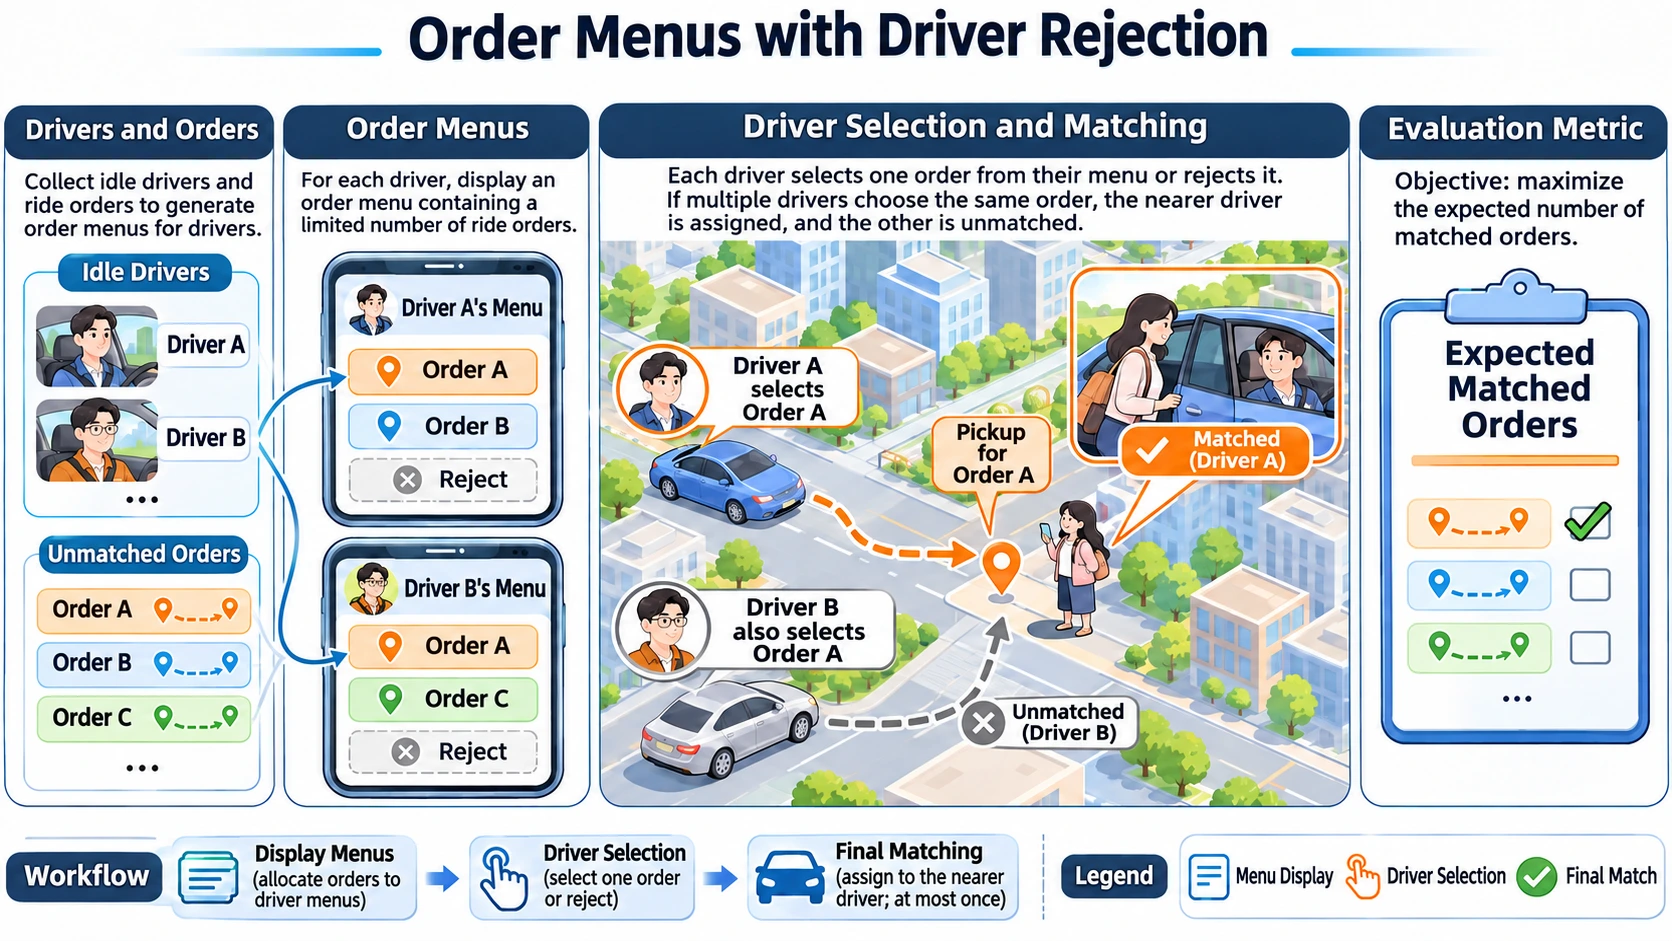 Order Menus with Driver Rejection
Drivers and Orders
Collect idle drivers and
ride orders to generate
order menus for drivers.
Idle Drivers
Driver A
Driver B
...
Unmatched Orders
Order A
Order B
Order C
...
Order Menus
For each driver, display an
order menu containing a
limited number of ride orders.
Driver A's Menu
Order A
Order B
Reject
Driver B's Menu
Order A
Order C
Reject
Driver Selection and Matching
Each driver selects one order from their menu or rejects it.
If multiple drivers choose the same order, the nearer driver
is assigned, and the other is unmatched.
Driver A
selects
Order A
Pickup
for
Order A
Matched
(Driver A)
Driver B
also selects
Order A
Unmatched
(Driver B)
Evaluation Metric
Objective: maximize
the expected number of
matched orders.
Expected
Matched
Orders
...
Workflow
Display Menus
(allocate orders to
driver menus)
Driver Selection
(select one order
or reject)
Final Matching
(assign to the nearer
driver; at most once)
Legend
Menu Display
Driver Selection
Final Match